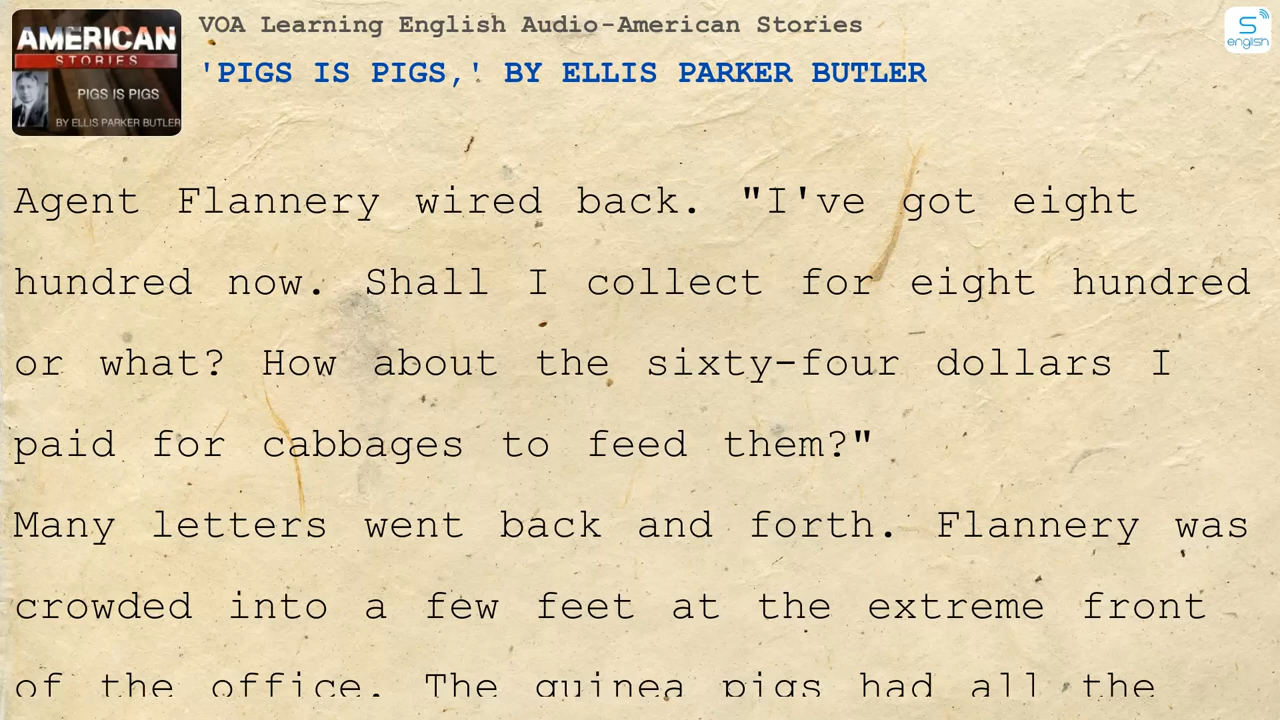 AMERICAN
STORIES
PIGS IS PIGS
BY ELLIS PARKER BUTLER
VOA Learning English Audio-American Stories
'PIGS IS PIGS,' BY ELLIS PARKER BUTLER
S
english
Agent Flannery wired back. "I've got eight
hundred now. Shall I collect for eight hundred
or what? How about the sixty-four dollars I
paid for cabbages to feed them?"
Many letters went back and forth. Flannery was
crowded into a few feet at the extreme front
of the office. The guinea pigs had all the